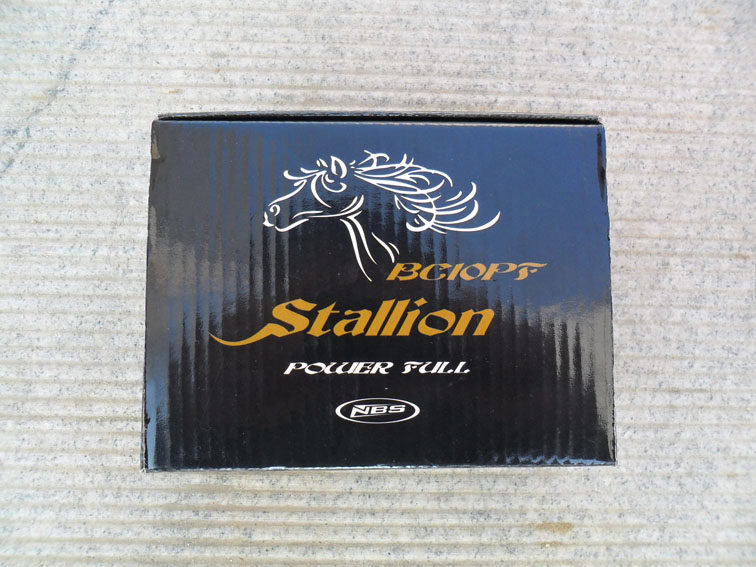 BC10PF
Stallion
POWER FULL
NBS